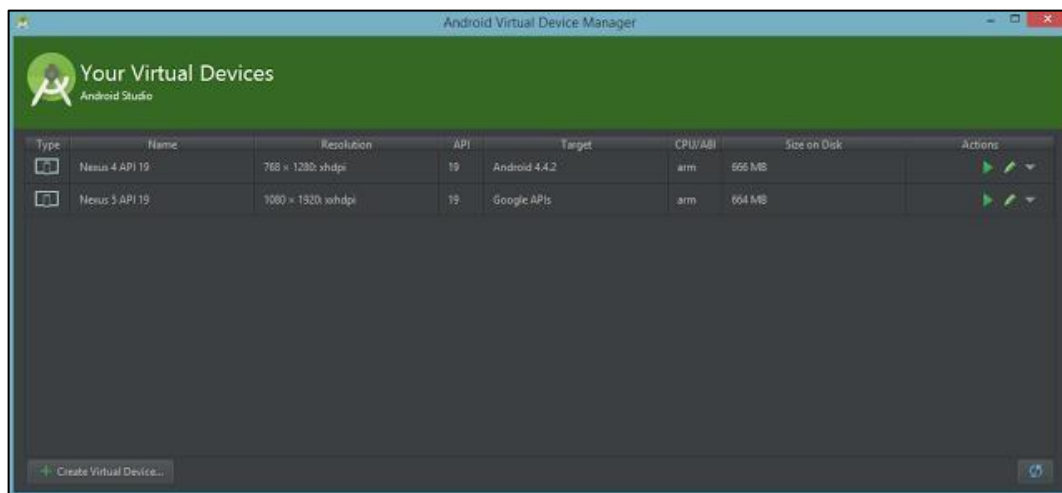 Android Virtual Device Manager
Your Virtual Devices
Android Studio
Type Name Resolution API Target CPU/ABI Size on Disk Actions
Nexus 4 API 19 768 × 1280: xhdpi 19 Android 4.4.2 arm 666 MB
Nexus 5 API 19 1080 × 1920: xxhdpi 19 Google APIs arm 664 MB
Create Virtual Device...